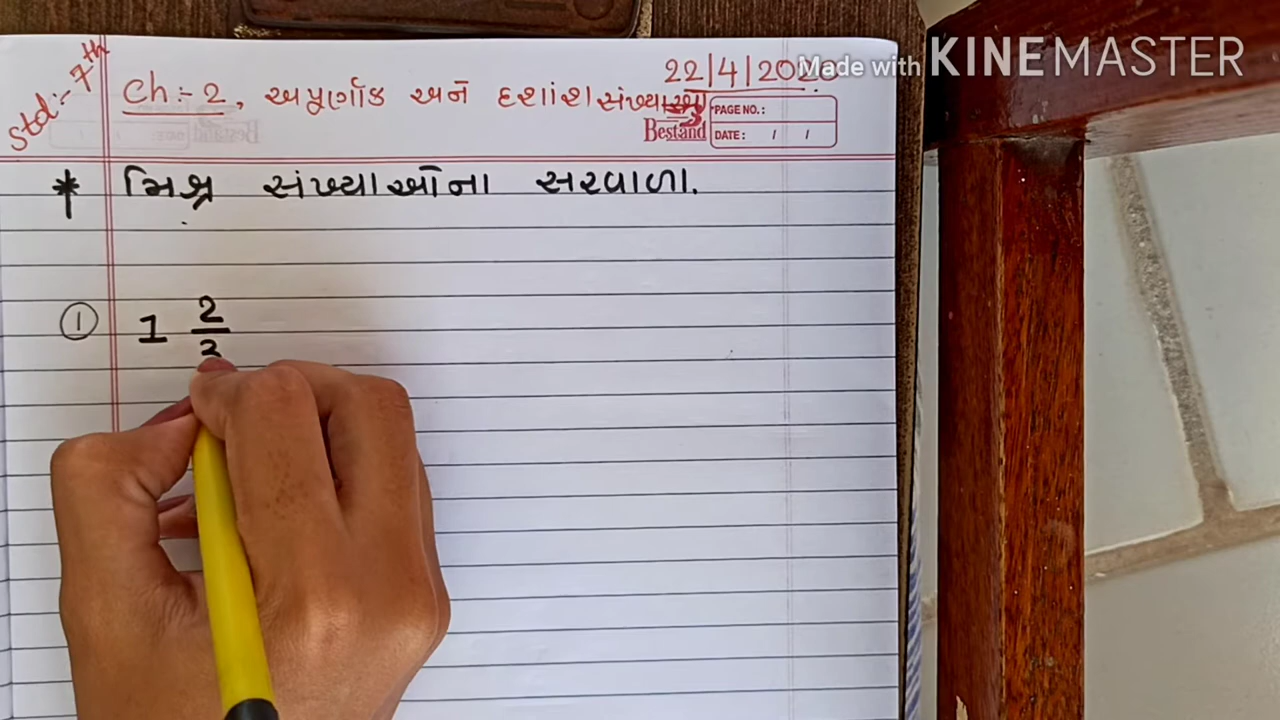 Made with KINEMASTER
22/4/2020
Std:- 7th
Ch:- 2, અપૂર્ણાંક અને દશાંશ સંખ્યાઓ
Bestand
PAGE NO.:
DATE: / /
* મિશ્ર સંખ્યાઓના સરવાળા.
① 1 2/3